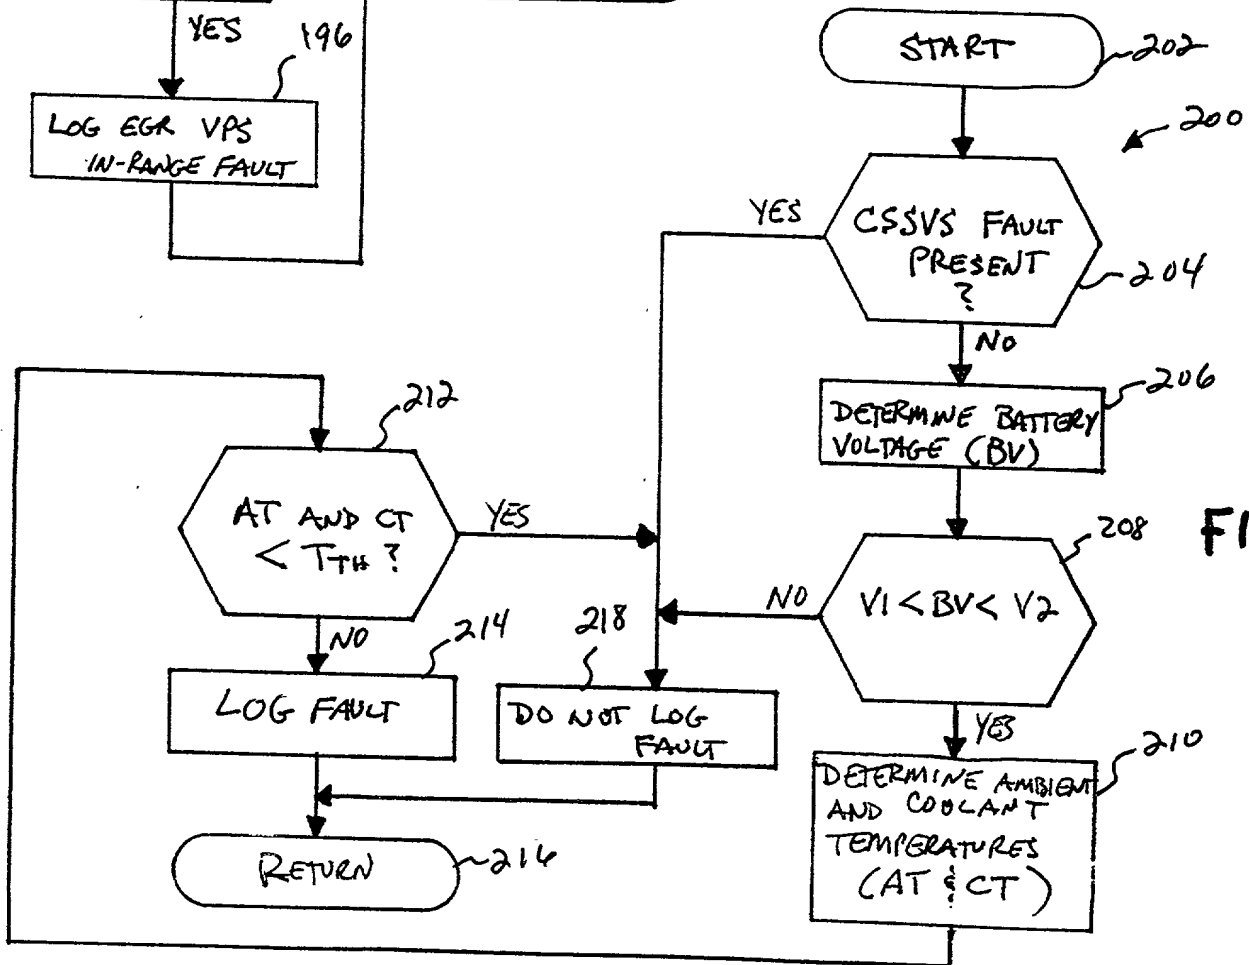 YES
196
LOG EGR VPS
IN-RANGE FAULT
START
202
200
CSSVS FAULT
PRESENT
?
YES
204
NO
206
DETERMINE BATTERY
VOLTAGE (BV)
212
AT AND CT
< TTH ?
YES
208
V1 < BV < V2
NO
FI
NO
214
218
LOG FAULT
DO NOT LOG
FAULT
YES
210
DETERMINE AMBIENT
AND COOLANT
TEMPERATURES
(AT & CT)
RETURN
216